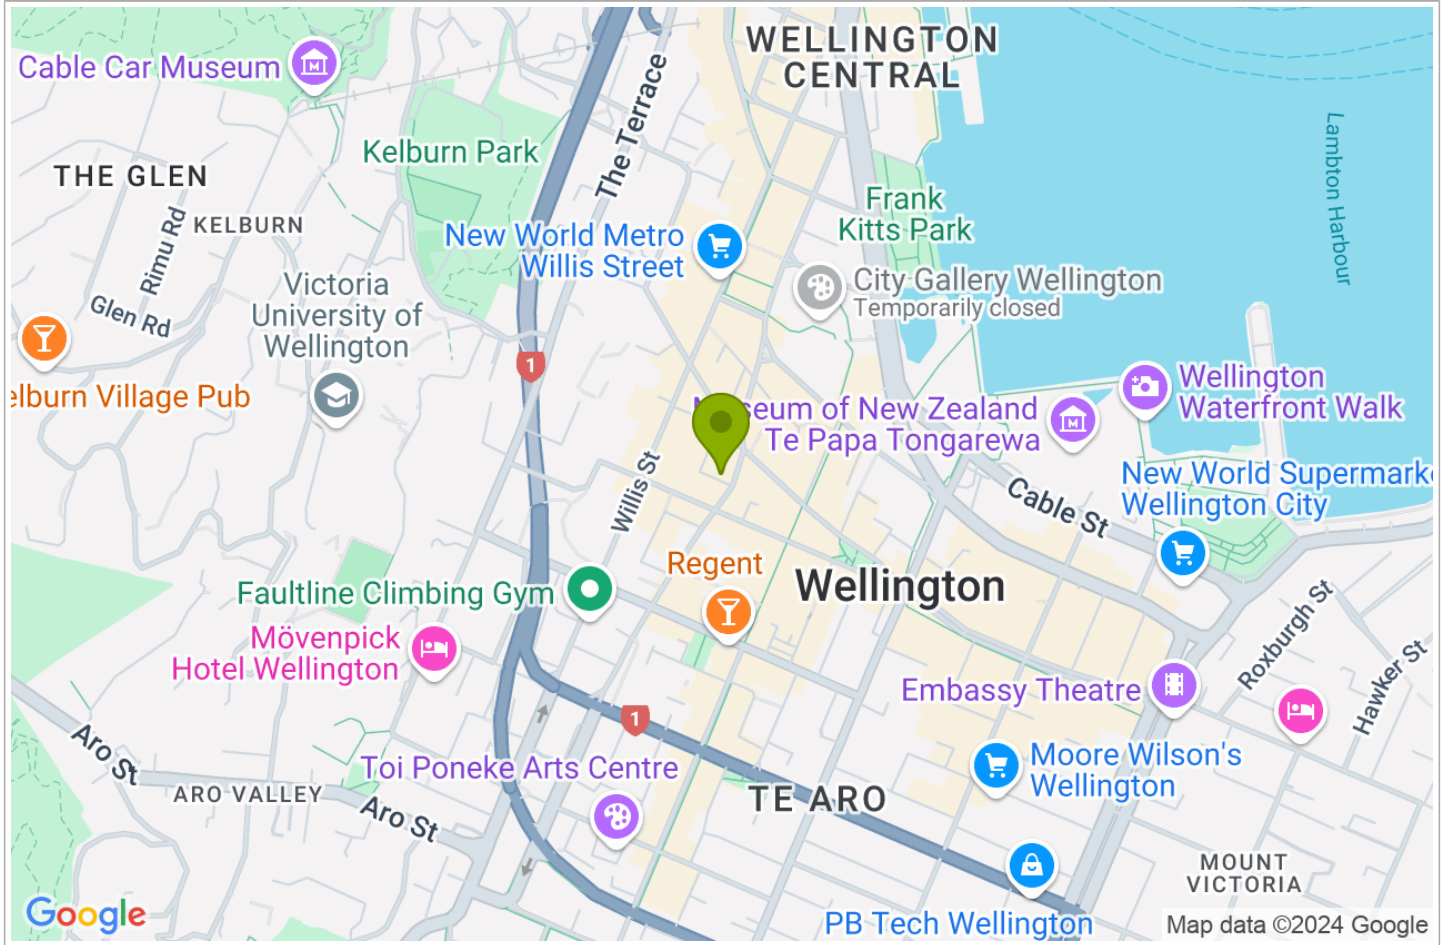 WELLINGTON
CENTRAL
Cable Car Museum
The Terrace
Kelburn Park
Lambton Harbour
THE GLEN
Frank
Kitts Park
Rimu Rd
KELBURN
New World Metro
Willis Street
City Gallery Wellington
Temporarily closed
Victoria
University of
Wellington
Glen Rd
1
elburn Village Pub
Wellington
Waterfront Walk
seum of New Zealand
Te Papa Tongarewa
Willis St
New World Supermark
Wellington City
Cable St
Regent
Wellington
Faultline Climbing Gym
Mövenpick
Hotel Wellington
Roxburgh St
Hawker St
Embassy Theatre
1
Aro St
Toi Poneke Arts Centre
Moore Wilson's
Wellington
ARO VALLEY
Aro St
TE ARO
MOUNT
VICTORIA
Google
PB Tech Wellington
Map data ©2024 Google